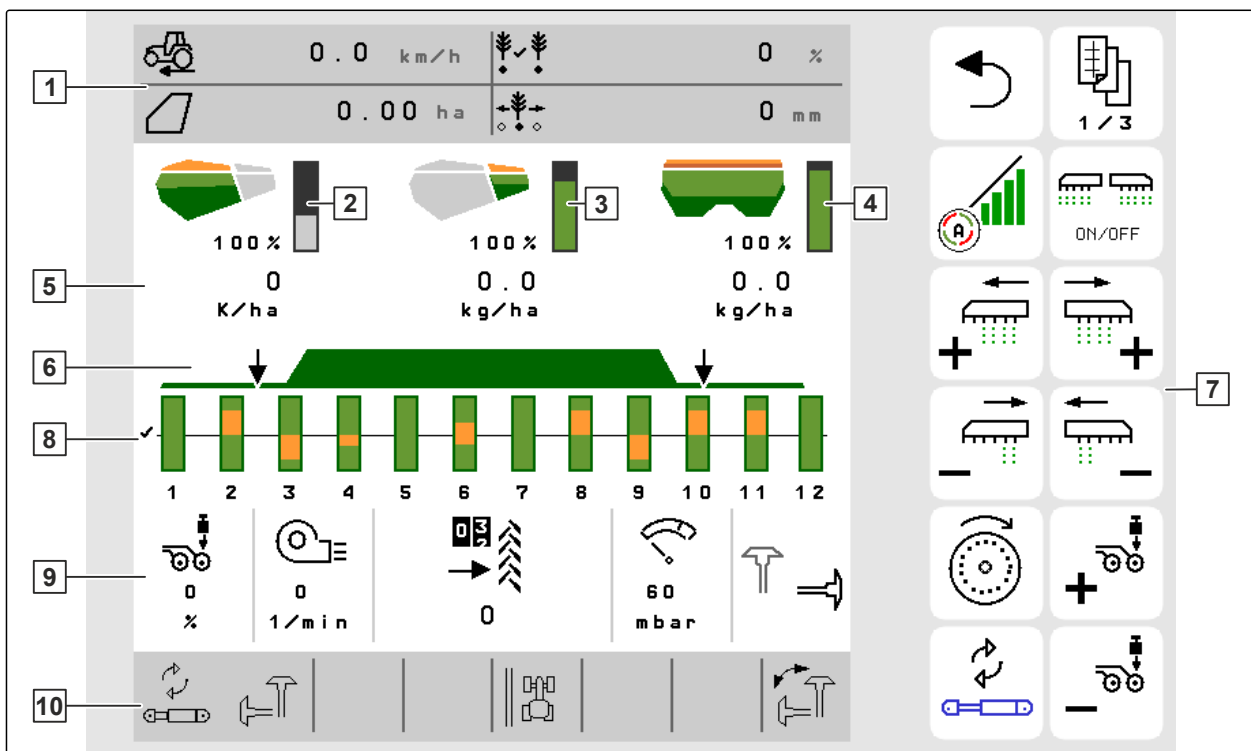 0.0 km/h 0 %
1
0.00 ha 0 mm
1/3
2
3
4
100% 100% 100%
A
ON/OFF
5
0 0.0 0.0
K/ha kg/ha kg/ha
6
+ +
7
8
− −
1 2 3 4 5 6 7 8 9 10 11 12
03
2
9
0 0 60
% 1/min 0 mbar
+
10
−